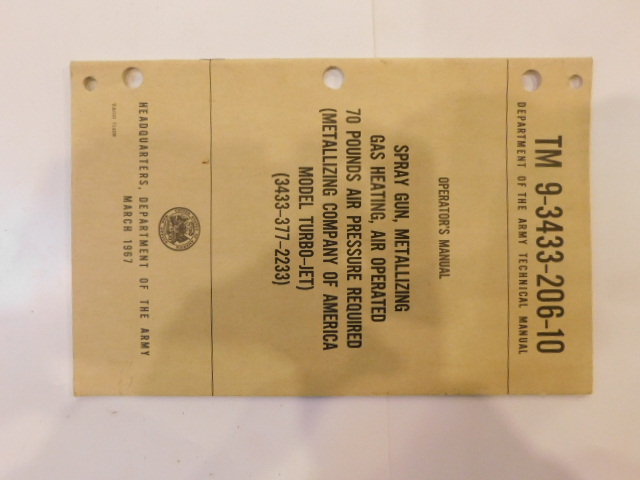 TM 9-3433-206-10
DEPARTMENT OF THE ARMY TECHNICAL MANUAL
OPERATOR'S MANUAL
SPRAY GUN, METALLIZING
GAS HEATING, AIR OPERATED
70 POUNDS AIR PRESSURE REQUIRED
(METALLIZING COMPANY OF AMERICA
MODEL TURBO-JET)
(3433-377-2233)
HEADQUARTERS, DEPARTMENT OF THE ARMY
MARCH 1967